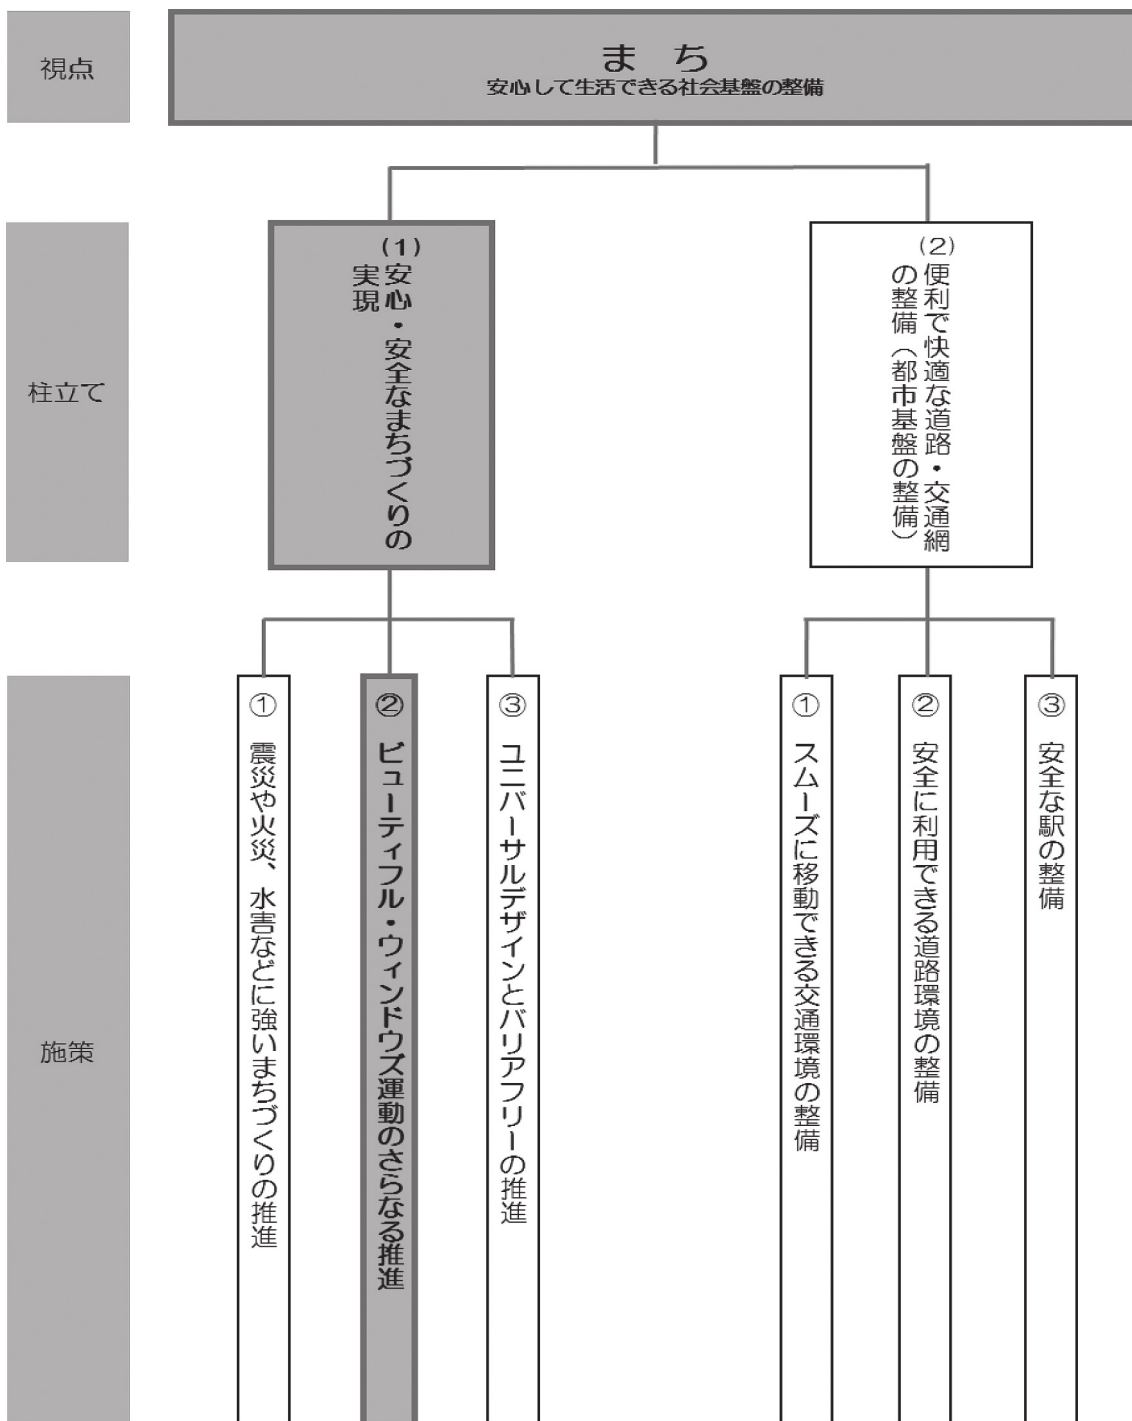 視点
まち
安心して生活できる社会基盤の整備
柱立て
(1)
安心・安全なまちづくりの
実現
(2)
便利で快適な道路・交通網
の整備（都市基盤の整備）
施策
① 震災や火災、水害などに強いまちづくりの推進
② ビューティフル・ウィンドウズ運動のさらなる推進
③ ユニバーサルデザインとバリアフリーの推進
① スムーズに移動できる交通環境の整備
② 安全に利用できる道路環境の整備
③ 安全な駅の整備